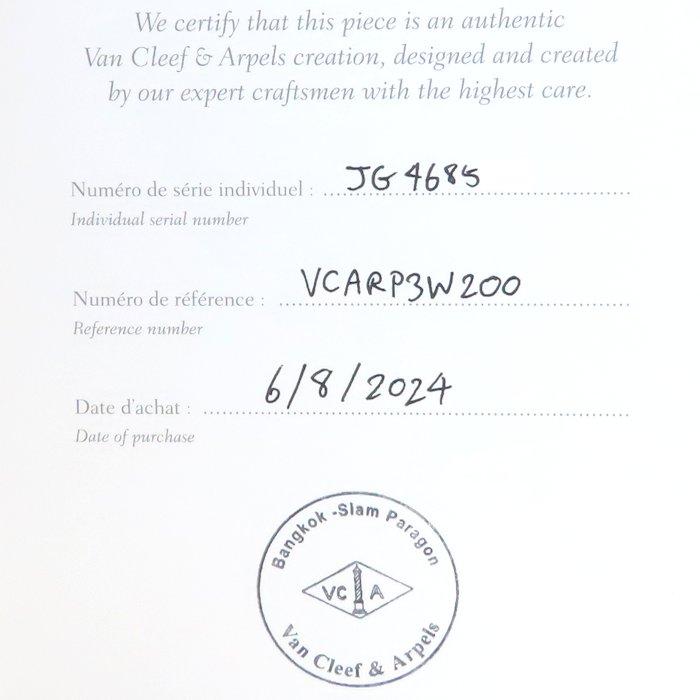 We certify that this piece is an authentic
Van Cleef & Arpels creation, designed and created
by our expert craftsmen with the highest care.
Numéro de série individuel : JG 4685
Individual serial number
Numéro de référence : VCARP3W200
Reference number
Date d'achat : 6/8/2024
Date of purchase
Bangkok -Siam Paragon
VC A
Van Cleef & Arpels